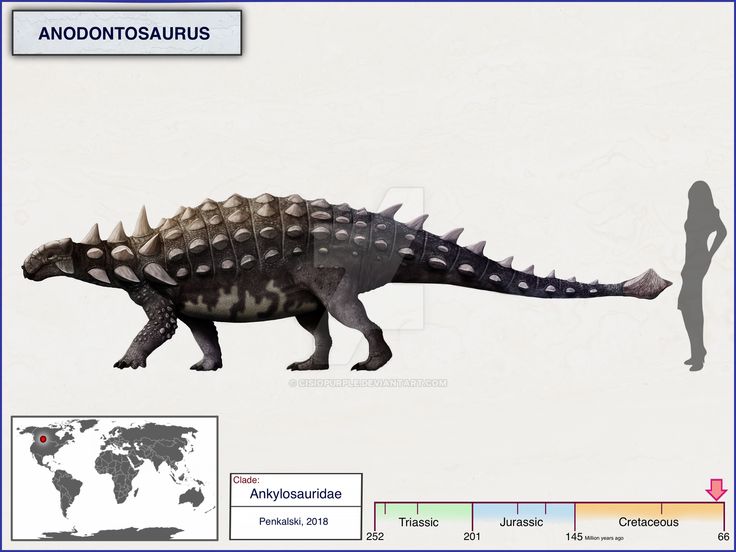 ANODONTOSAURUS
© CISIOPURPLE.DEVIANTART.COM
Clade:
Ankylosauridae
Penkalski, 2018
Triassic
Jurassic
Cretaceous
252
201
145 Million years ago
66